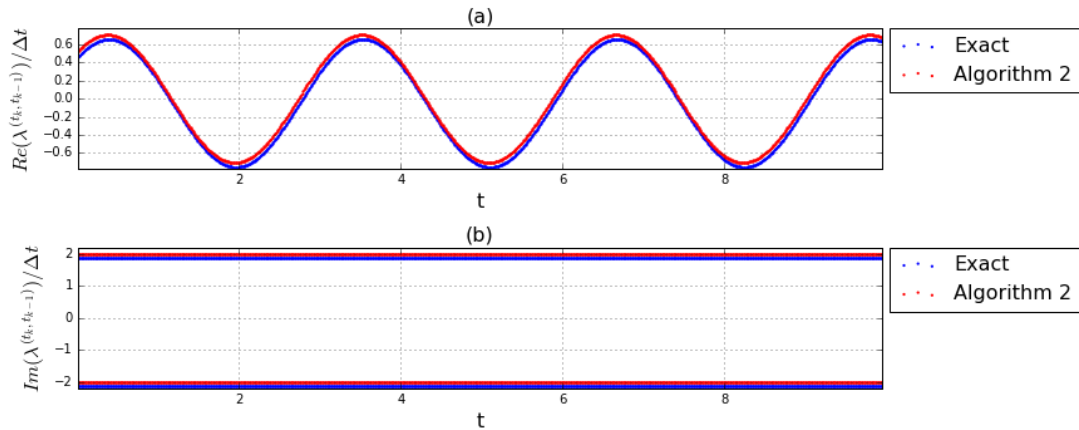 (a)
Re(λ^{(t_k, t_{k−1})})/Δt
0.6
0.4
0.2
0.0
−0.2
−0.4
−0.6
2
4
6
8
t
Exact
Algorithm 2
(b)
Im(λ^{(t_k, t_{k−1})})/Δt
2
1
0
−1
−2
2
4
6
8
t
Exact
Algorithm 2